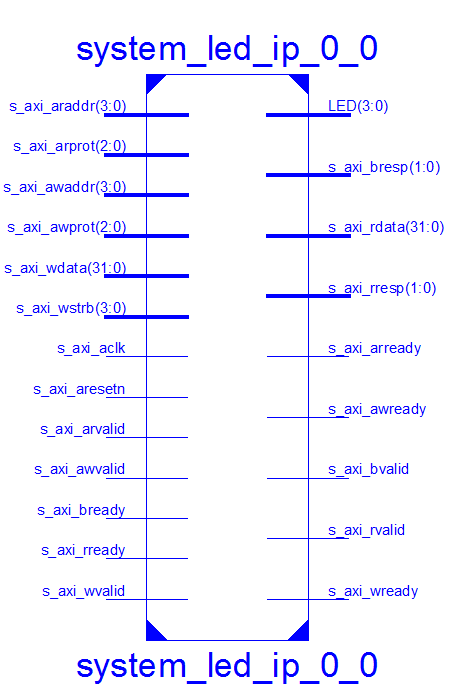 system_led_ip_0_0
s_axi_araddr(3:0)
LED(3:0)
s_axi_arprot(2:0)
s_axi_bresp(1:0)
s_axi_awaddr(3:0)
s_axi_awprot(2:0)
s_axi_rdata(31:0)
s_axi_wdata(31:0)
s_axi_rresp(1:0)
s_axi_wstrb(3:0)
s_axi_aclk
s_axi_arready
s_axi_aresetn
s_axi_awready
s_axi_arvalid
s_axi_awvalid
s_axi_bvalid
s_axi_bready
s_axi_rvalid
s_axi_rready
s_axi_wvalid
s_axi_wready
system_led_ip_0_0